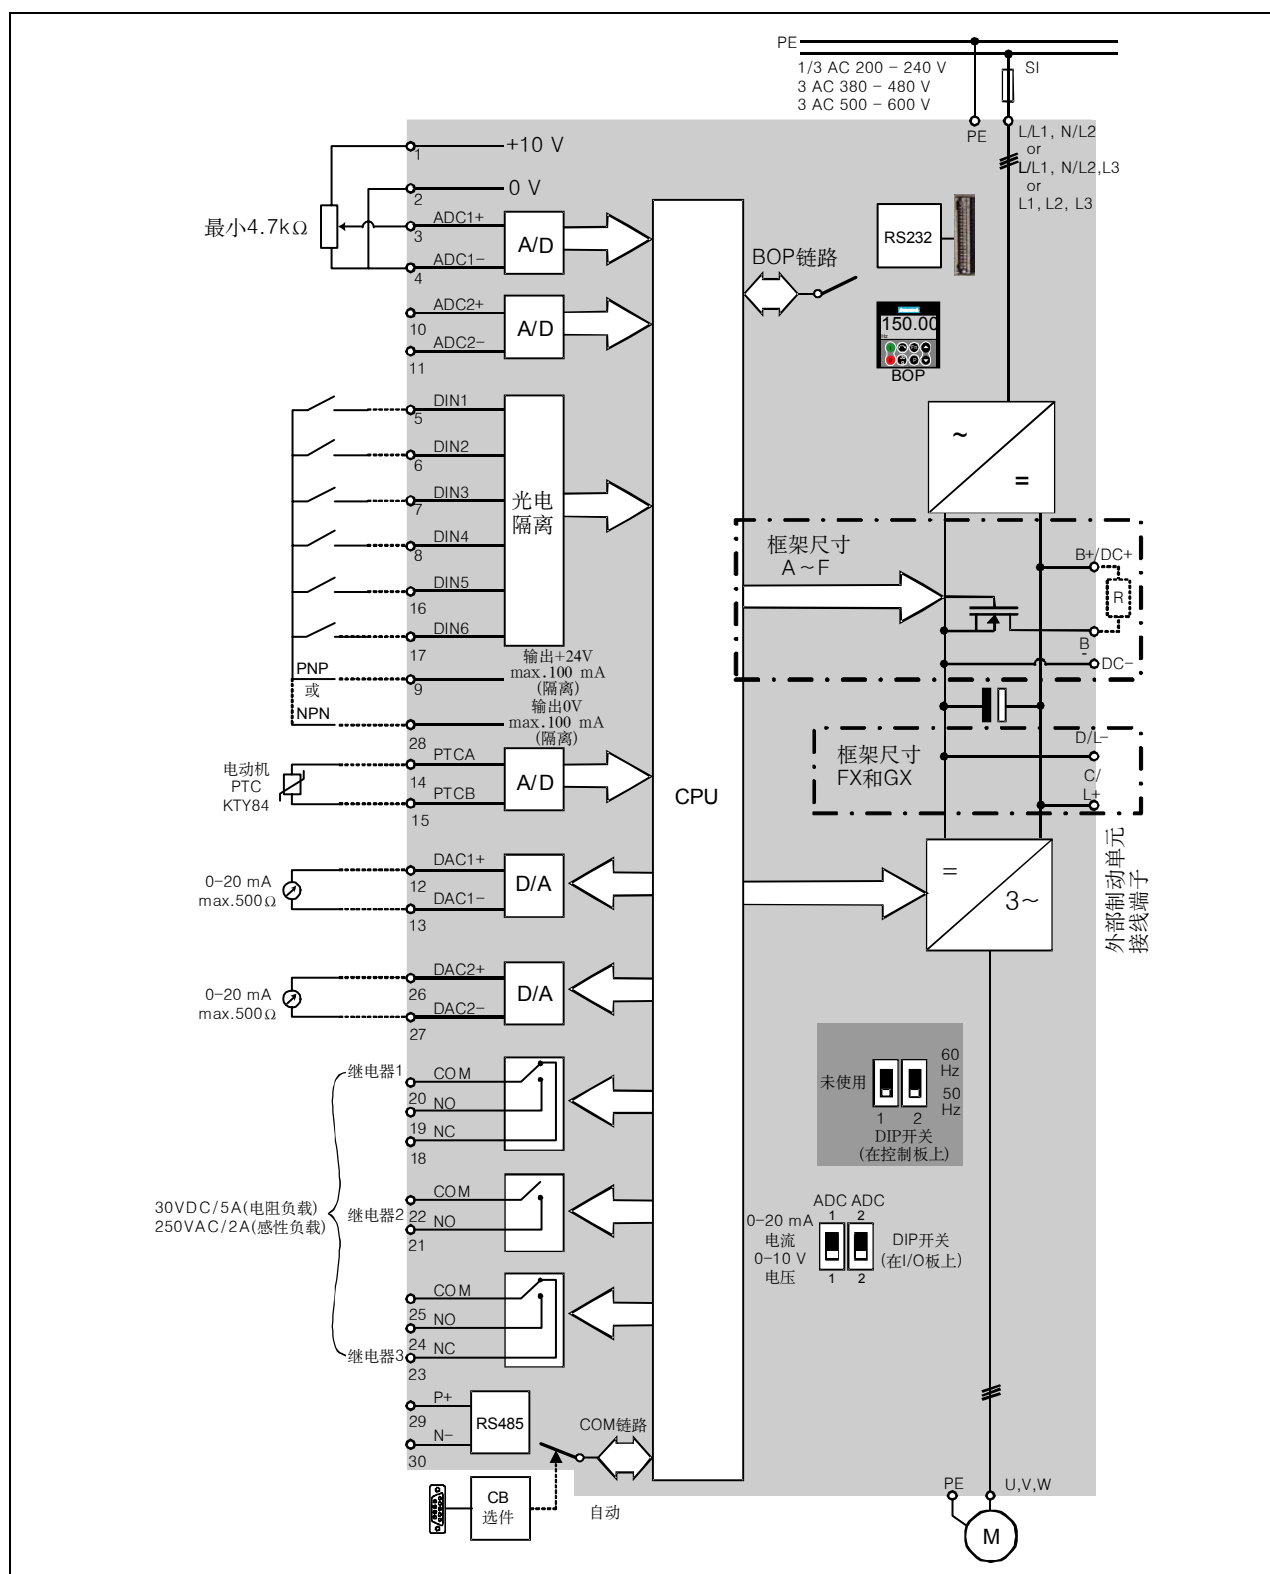 PE
1/3 AC 200 – 240 V
3 AC 380 – 480 V
3 AC 500 – 600 V
SI
PE
L/L1, N/L2
or
L/L1, N/L2,L3
or
L1, L2, L3
1
+10 V
2
0 V
最小4.7kΩ
3
ADC1+
4
ADC1–
A/D
10
ADC2+
11
ADC2–
A/D
BOP链路
RS232
150.00
Hz
BOP
DIN1
5
DIN2
6
DIN3
7
DIN4
8
DIN5
16
DIN6
17
光电
隔离
PNP
或
NPN
9
输出+24V
max.100 mA
(隔离)
输出0V
max.100 mA
(隔离)
28
电动机
PTC
KTY84
PTCA
14
PTCB
15
A/D
CPU
~
=
框架尺寸
A～F
B+/DC+
R
B
-
DC–
框架尺寸
FX和GX
D/L–
C/
L+
外部制动单元
接线端子
=
3~
0–20 mA
max.500Ω
DAC1+
12
DAC1–
13
D/A
0–20 mA
max.500Ω
DAC2+
26
DAC2–
27
D/A
30VDC/5A(电阻负载)
250VAC/2A(感性负载)
继电器1
COM
20
NO
19
NC
18
继电器2
COM
22
NO
21
COM
25
NO
24
NC
继电器3
23
未使用
60
Hz
50
Hz
1 2
DIP开关
(在控制板上)
ADC ADC
1 2
0–20 mA
电流
0–10 V
电压
1 2
DIP开关
(在I/O板上)
P+
29
N–
30
RS485
COM链路
CB
选件
自动
PE
U,V,W
M